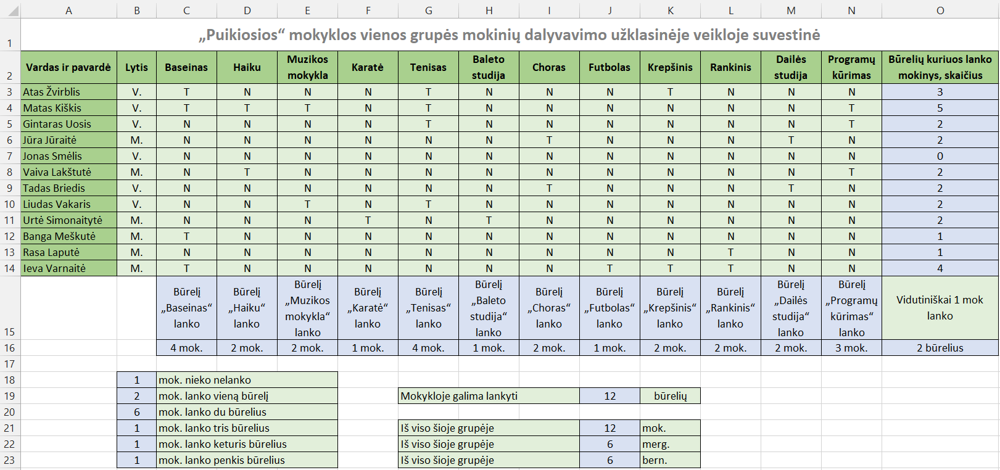 A B C D E F G H I J K L M N O
1 „Puikiosios“ mokyklos vienos grupės mokinių dalyvavimo užklasinėje veikloje suvestinė
2 Vardas ir pavardė Lytis Baseinas Haiku Muzikos mokykla Karatė Tenisas Baleto studija Choras Futbolas Krepšinis Rankinis Dailės studija Programų kūrimas Būrelių kuriuos lanko mokinys, skaičius
3 Atas Žvirblis V. T N N N T N N N T N N N 3
4 Matas Kiškis V. T T T N T N N N N N N T 5
5 Gintaras Uosis V. N N N N T N N N N N N T 2
6 Jūra Jūraitė M. N N N N N N T N N N T N 2
7 Jonas Smėlis V. N N N N N N N N N N N N 0
8 Vaiva Lakštutė M. N T N N N N N N N N N T 2
9 Tadas Briedis V. N N N N N N T N N N T N 2
10 Liudas Vakaris V. N N T N T N N N N N N N 2
11 Urtė Simonaitytė M. N N N T N T N N N N N N 2
12 Banga Meškutė M. T N N N N N N N N N N N 1
13 Rasa Laputė M. N N N N N N N N N T N N 1
14 Ieva Varnaitė M. T N N N N N N T T T N N 4
15 Būrelį „Baseinas“ lanko Būrelį „Haiku“ lanko Būrelį „Muzikos mokykla“ lanko Būrelį „Karatė“ lanko Būrelį „Tenisas“ lanko Būrelį „Baleto studija“ lanko Būrelį „Choras“ lanko Būrelį „Futbolas“ lanko Būrelį „Krepšinis“ lanko Būrelį „Rankinis“ lanko Būrelį „Dailės studija“ lanko Būrelį „Programų kūrimas“ lanko Vidutiniškai 1 mok lanko
16 4 mok. 2 mok. 2 mok. 1 mok. 4 mok. 1 mok. 2 mok. 1 mok. 2 mok. 2 mok. 2 mok. 3 mok. 2 būrelius
17
18 1 mok. nieko nelanko
19 2 mok. lanko vieną būrelį Mokykloje galima lankyti 12 būrelių
20 6 mok. lanko du būrelius
21 1 mok. lanko tris būrelius Iš viso šioje grupėje 12 mok.
22 1 mok. lanko keturis būrelius Iš viso šioje grupėje 6 merg.
23 1 mok. lanko penkis būrelius Iš viso šioje grupėje 6 bern.